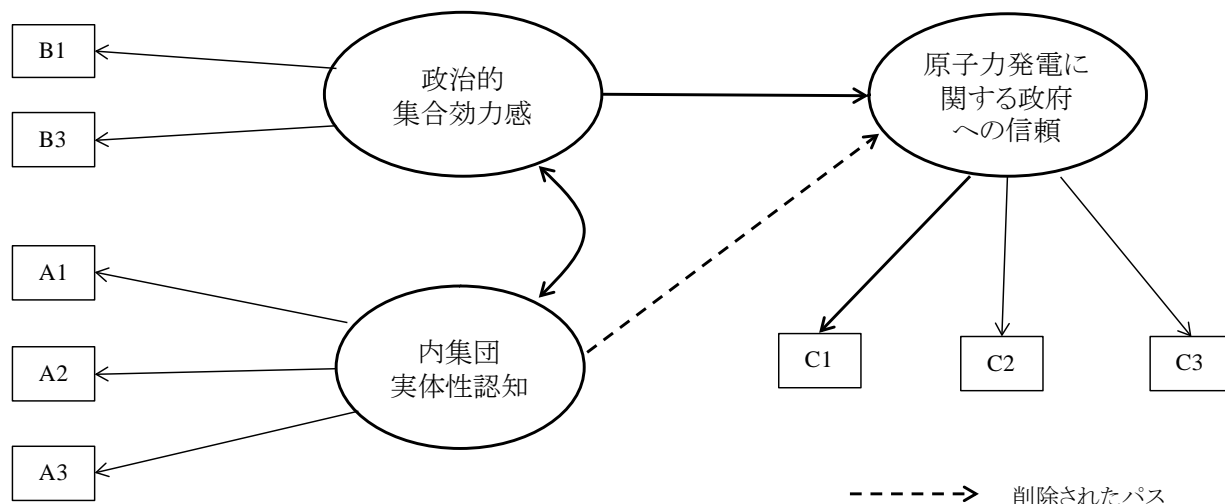 B1
政治的
集合効力感
原子力発電に
関する政府
への信頼
B3
A1
A2
内集団
実体性認知
A3
C1
C2
C3
削除されたパス